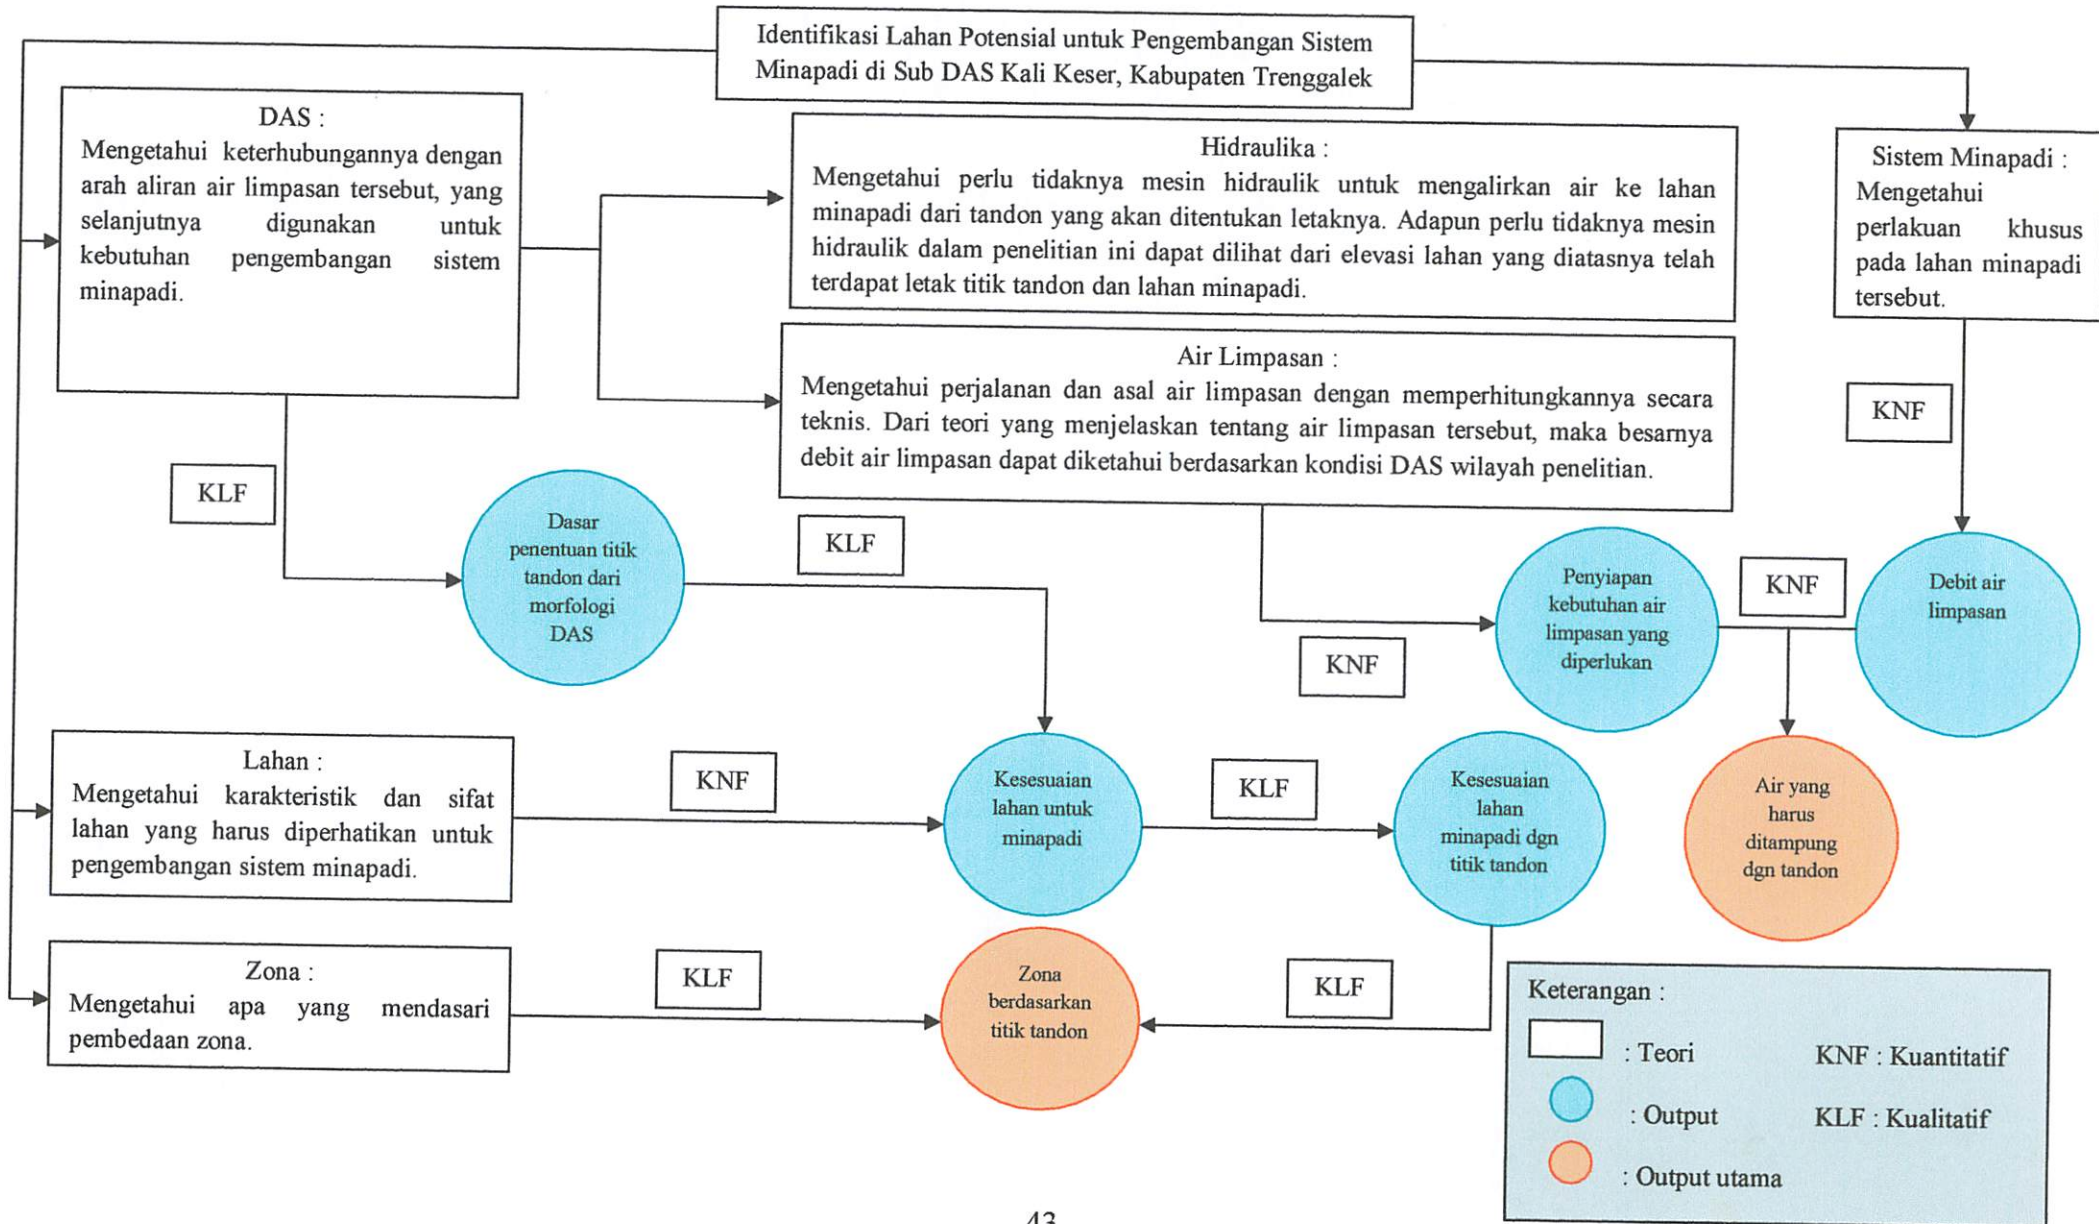 Identifikasi Lahan Potensial untuk Pengembangan Sistem
Minapadi di Sub DAS Kali Keser, Kabupaten Trenggalek
DAS :
Mengetahui keterhubungannya dengan
arah aliran air limpasan tersebut, yang
selanjutnya digunakan untuk
kebutuhan pengembangan sistem
minapadi.
Hidraulika :
Mengetahui perlu tidaknya mesin hidraulik untuk mengalirkan air ke lahan
minapadi dari tandon yang akan ditentukan letaknya. Adapun perlu tidaknya mesin
hidraulik dalam penelitian ini dapat dilihat dari elevasi lahan yang diatasnya telah
terdapat letak titik tandon dan lahan minapadi.
Sistem Minapadi :
Mengetahui
perlakuan khusus
pada lahan minapadi
tersebut.
Air Limpasan :
Mengetahui perjalanan dan asal air limpasan dengan memperhitungkannya secara
teknis. Dari teori yang menjelaskan tentang air limpasan tersebut, maka besarnya
debit air limpasan dapat diketahui berdasarkan kondisi DAS wilayah penelitian.
KNF
KLF
Dasar
penentuan titik
tandon dari
morfologi
DAS
KLF
KNF
Penyiapan
kebutuhan air
limpasan yang
diperlukan
KNF
Debit air
limpasan
Lahan :
Mengetahui karakteristik dan sifat
lahan yang harus diperhatikan untuk
pengembangan sistem minapadi.
KNF
Kesesuaian
lahan untuk
minapadi
KLF
Kesesuaian
lahan
minapadi dgn
titik tandon
Air yang
harus
ditampung
dgn tandon
Zona :
Mengetahui apa yang mendasari
pembedaan zona.
KLF
Zona
berdasarkan
titik tandon
KLF
Keterangan :
: Teori
KNF : Kuantitatif
: Output
KLF : Kualitatif
: Output utama
43